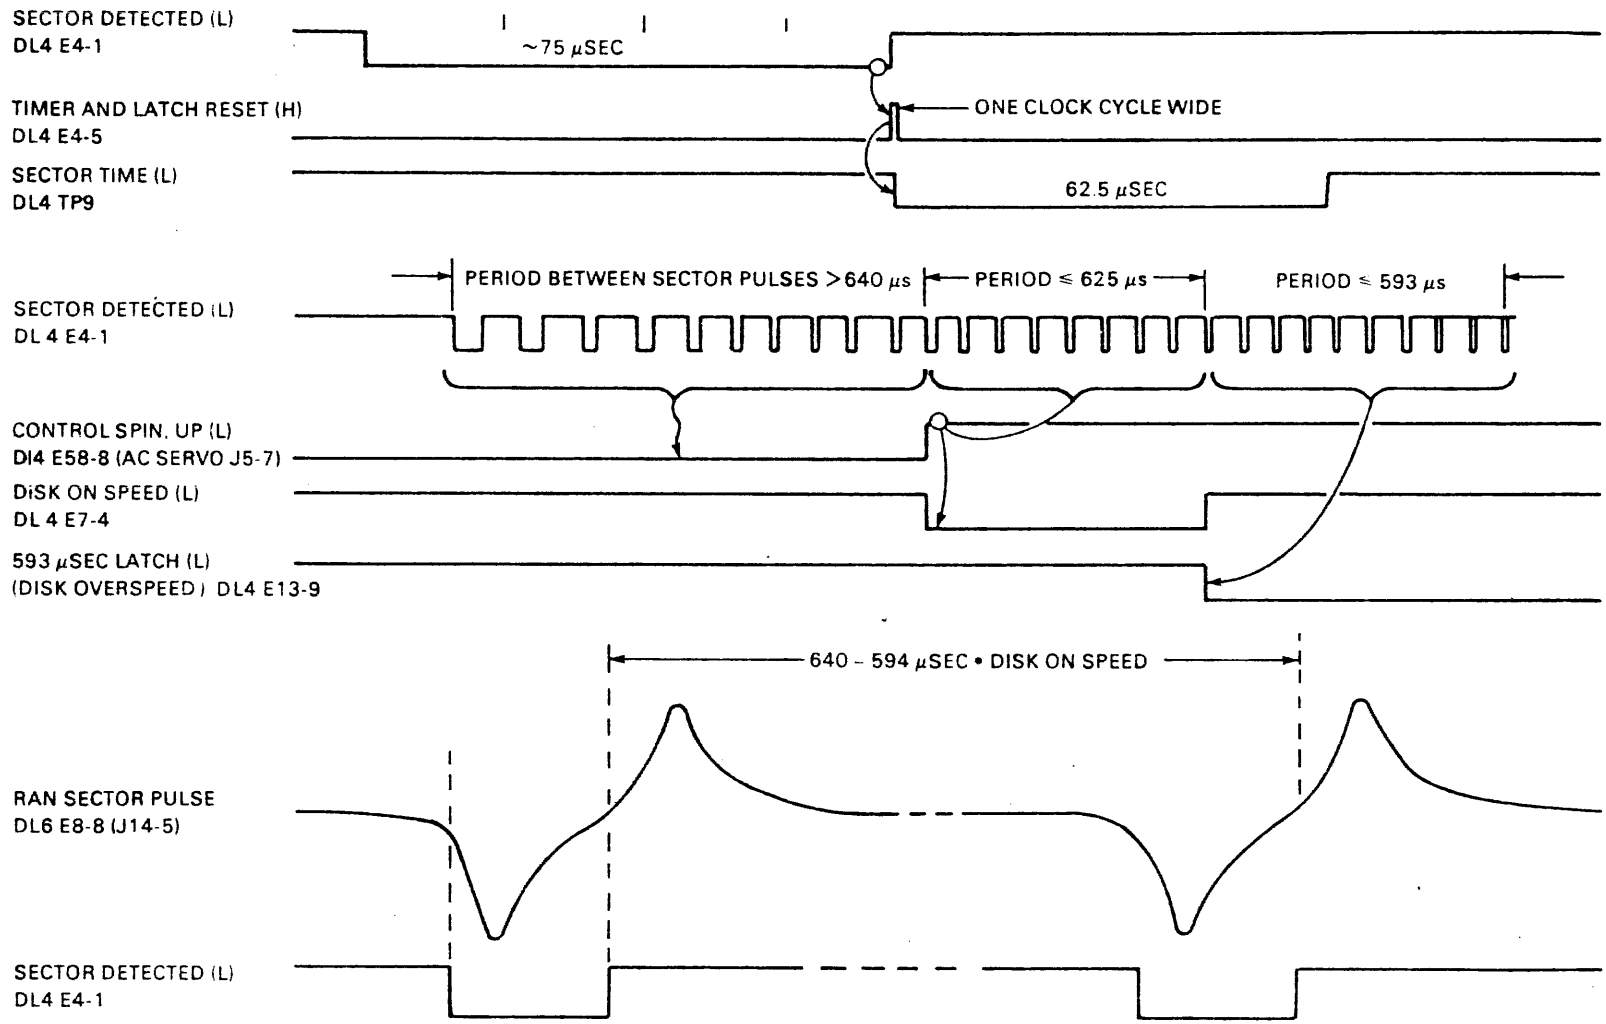 SECTOR DETECTED (L)
DL4 E4-1
~75 μSEC
TIMER AND LATCH RESET (H)
DL4 E4-5
ONE CLOCK CYCLE WIDE
SECTOR TIME (L)
DL4 TP9
62.5 μSEC
PERIOD BETWEEN SECTOR PULSES >640 μs
PERIOD ≤ 625 μs
PERIOD ≤ 593 μs
SECTOR DETECTED (L)
DL 4 E4-1
CONTROL SPIN. UP (L)
DI4 E58-8 (AC SERVO J5-7)
DiSK ON SPEED (L)
DL 4 E7-4
593 μSEC LATCH (L)
(DISK OVERSPEED) DL4 E13-9
640 – 594 μSEC • DISK ON SPEED
RAN SECTOR PULSE
DL6 E8-8 (J14-5)
SECTOR DETECTED (L)
DL4 E4-1